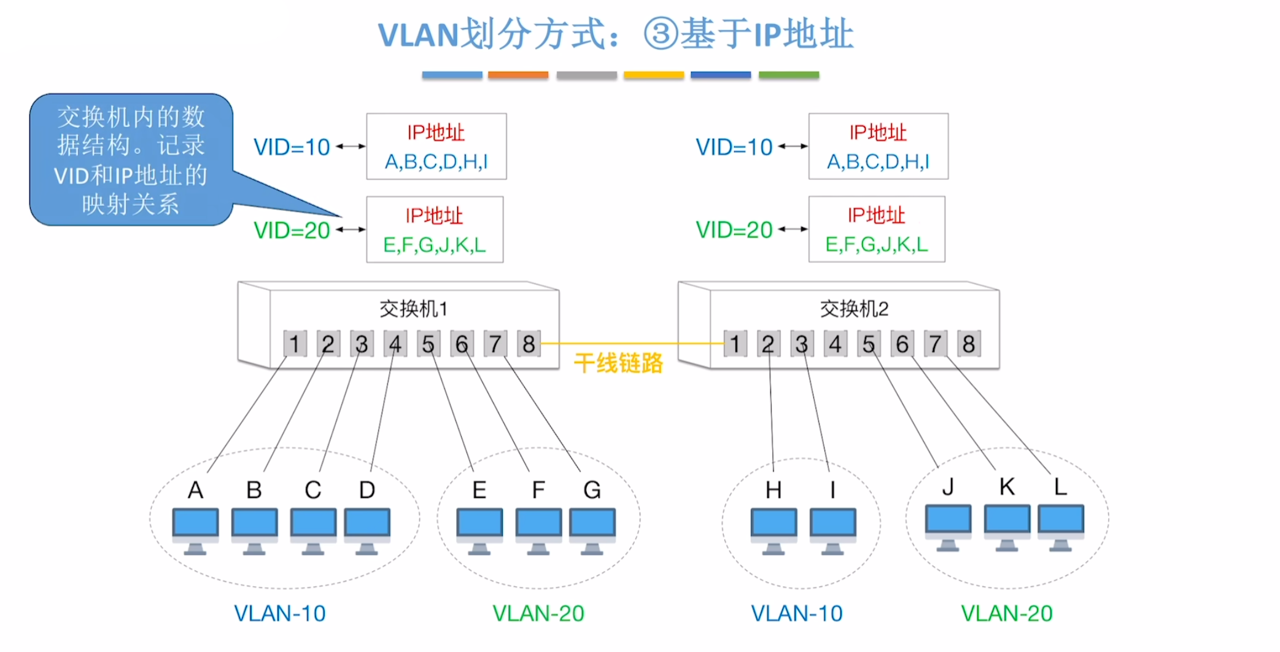 VLAN划分方式：③基于IP地址
交换机内的数
据结构。记录
VID和IP地址的
映射关系
VID=10
IP地址
A,B,C,D,H,I
VID=20
IP地址
E,F,G,J,K,L
VID=10
IP地址
A,B,C,D,H,I
VID=20
IP地址
E,F,G,J,K,L
交换机1
1 2 3 4 5 6 7 8
干线链路
交换机2
1 2 3 4 5 6 7 8
A B C D
E F G
H I
J K L
VLAN-10
VLAN-20
VLAN-10
VLAN-20